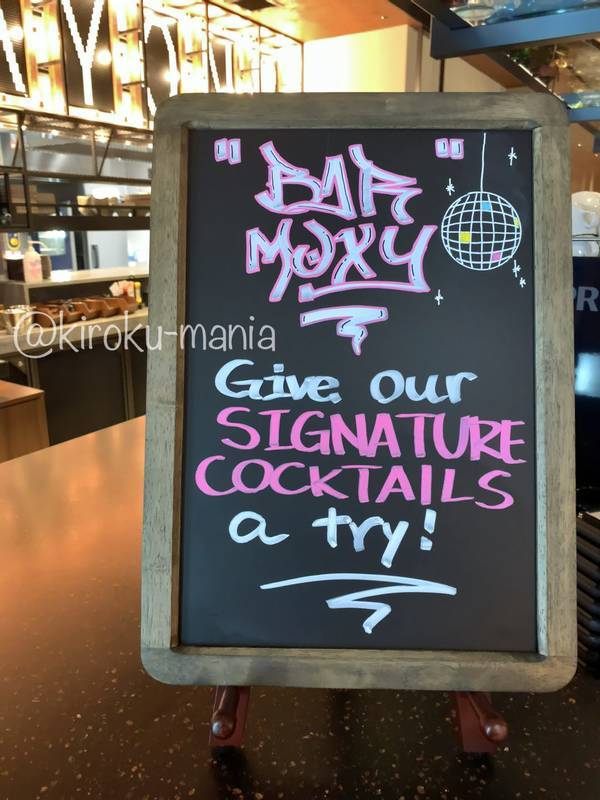 "BAR"
MOXY
@kiroku-mania
Give our
SIGNATURE
COCKTAILS
a try!